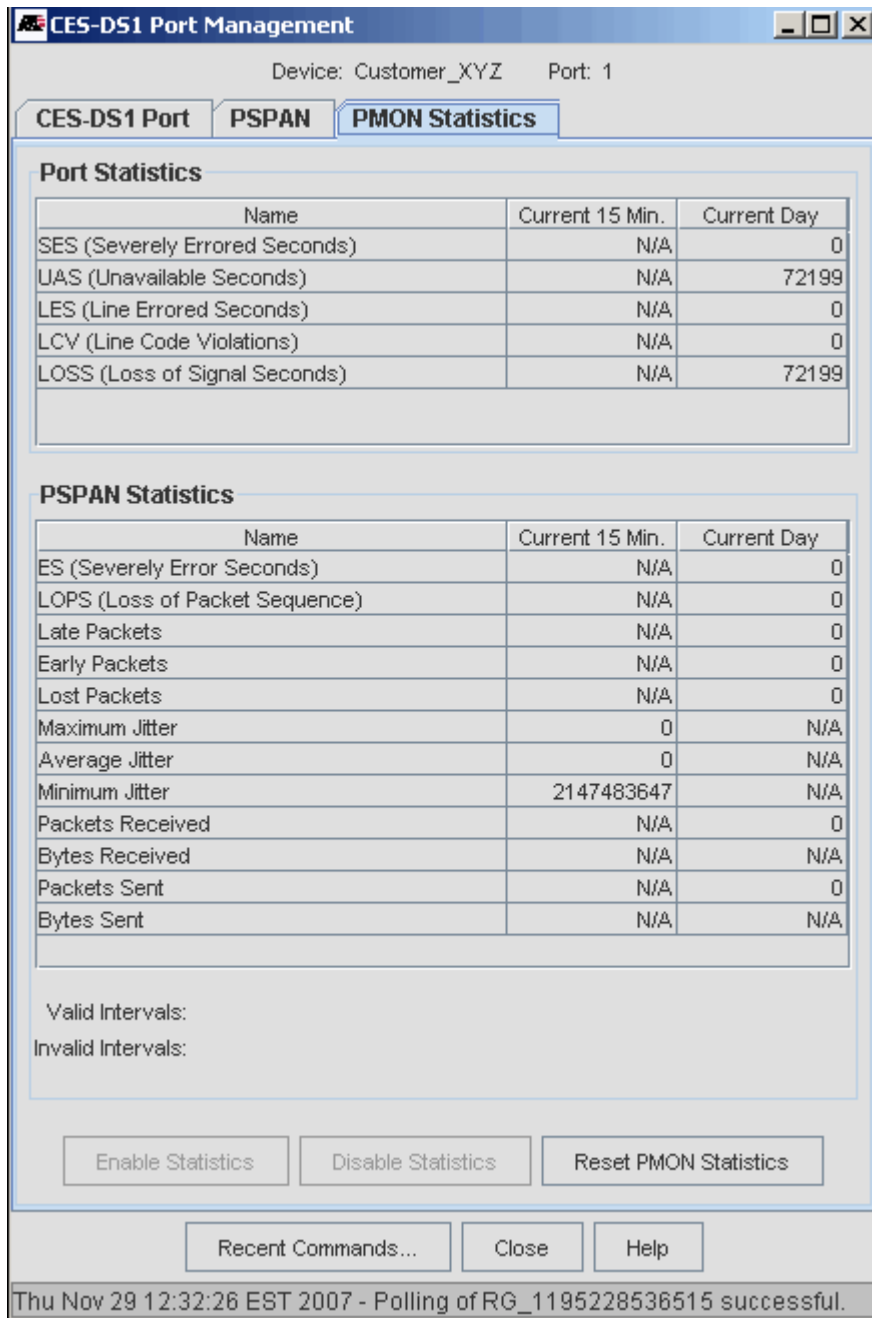 CES-DS1 Port Management
Device: Customer_XYZ Port: 1
CES-DS1 Port PSPAN PMON Statistics
Port Statistics
Name Current 15 Min. Current Day
SES (Severely Errored Seconds) N/A 0
UAS (Unavailable Seconds) N/A 72199
LES (Line Errored Seconds) N/A 0
LCV (Line Code Violations) N/A 0
LOSS (Loss of Signal Seconds) N/A 72199
PSPAN Statistics
Name Current 15 Min. Current Day
ES (Severely Error Seconds) N/A 0
LOPS (Loss of Packet Sequence) N/A 0
Late Packets N/A 0
Early Packets N/A 0
Lost Packets N/A 0
Maximum Jitter 0 N/A
Average Jitter 0 N/A
Minimum Jitter 2147483647 N/A
Packets Received N/A 0
Bytes Received N/A N/A
Packets Sent N/A 0
Bytes Sent N/A N/A
Valid Intervals:
Invalid Intervals:
Enable Statistics Disable Statistics Reset PMON Statistics
Recent Commands... Close Help
Thu Nov 29 12:32:26 EST 2007 - Polling of RG_1195228536515 successful.